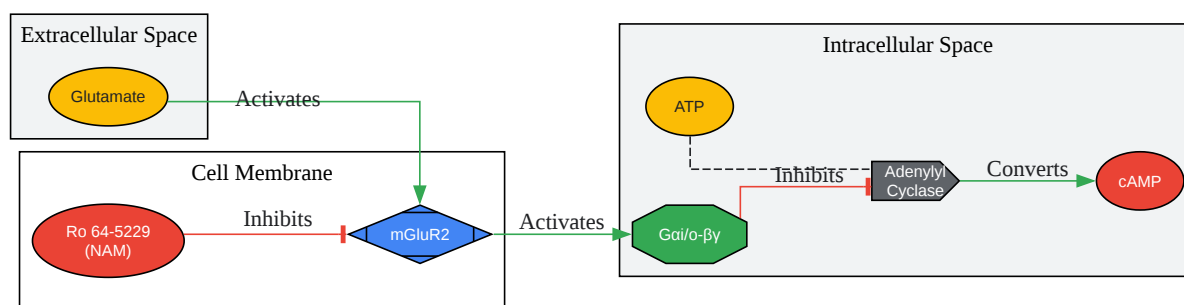 Extracellular Space
Glutamate
Activates
Cell Membrane
Ro 64-5229
(NAM)
Inhibits
mGluR2
Activates
Intracellular Space
ATP
Inhibits
Adenylyl
Cyclase
Converts
cAMP
Gαi/o-βγ